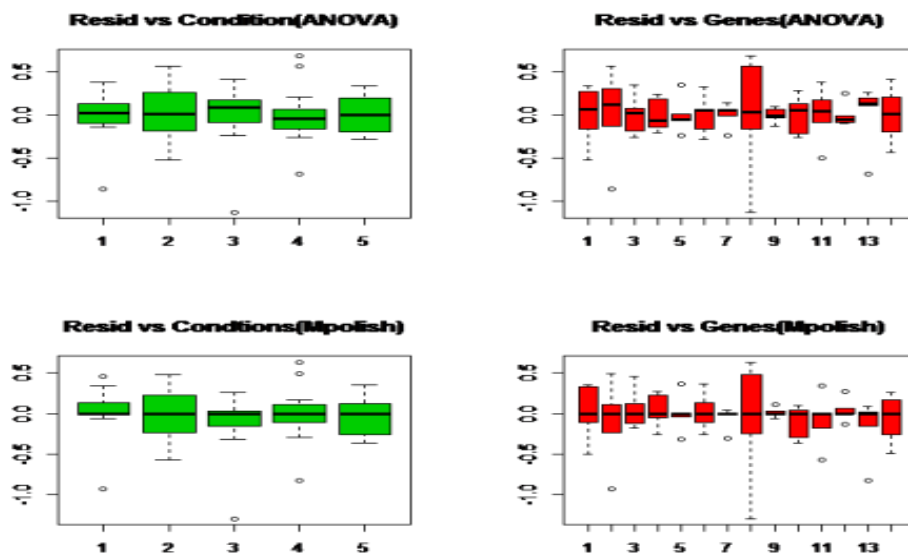 Resid vs Condition(ANOVA)
0.5
0.0
-0.5
-1.0
1 2 3 4 5
Resid vs Genes(ANOVA)
0.5
0.0
-0.5
-1.0
1 3 5 7 9 11 13
Resid vs Condtions(Mpolish)
0.5
0.0
-0.5
-1.0
1 2 3 4 5
Resid vs Genes(Mpolish)
0.5
0.0
-0.5
-1.0
1 3 5 7 9 11 13